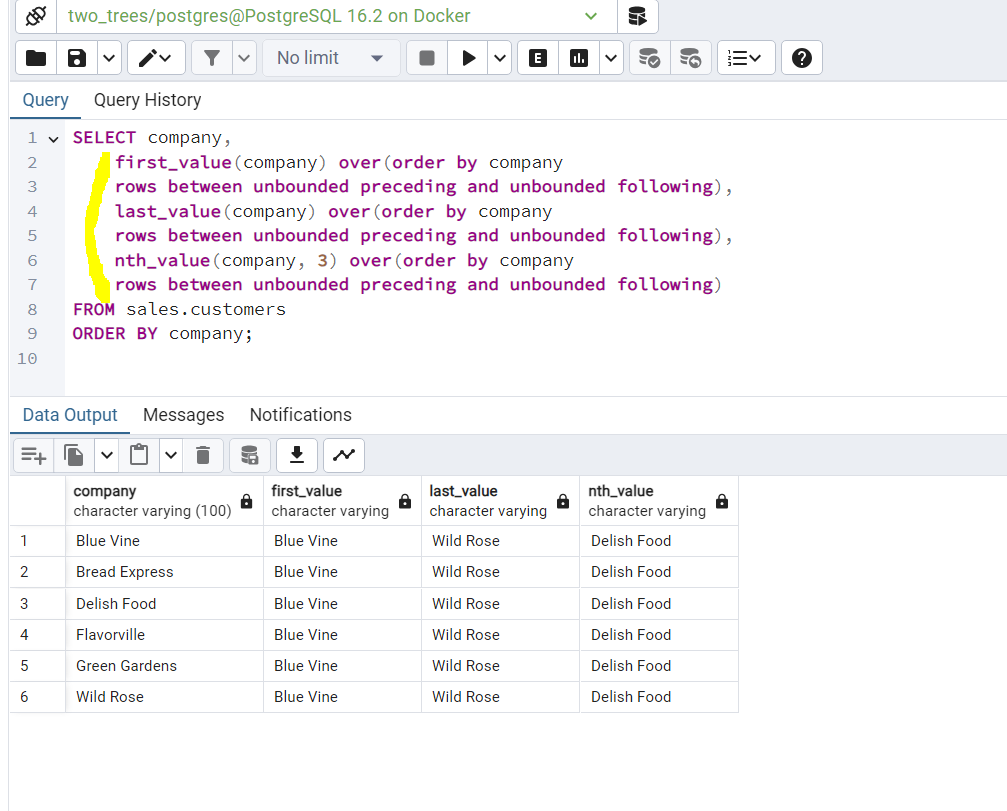 two_trees/postgres@PostgreSQL 16.2 on Docker
No limit
E
Query Query History
1 SELECT company,
2 first_value(company) over(order by company
3 rows between unbounded preceding and unbounded following),
4 last_value(company) over(order by company
5 rows between unbounded preceding and unbounded following),
6 nth_value(company, 3) over(order by company
7 rows between unbounded preceding and unbounded following)
8 FROM sales.customers
9 ORDER BY company;
10
Data Output Messages Notifications
company first_value last_value nth_value
character varying (100) character varying character varying character varying
1 Blue Vine Blue Vine Wild Rose Delish Food
2 Bread Express Blue Vine Wild Rose Delish Food
3 Delish Food Blue Vine Wild Rose Delish Food
4 Flavorville Blue Vine Wild Rose Delish Food
5 Green Gardens Blue Vine Wild Rose Delish Food
6 Wild Rose Blue Vine Wild Rose Delish Food